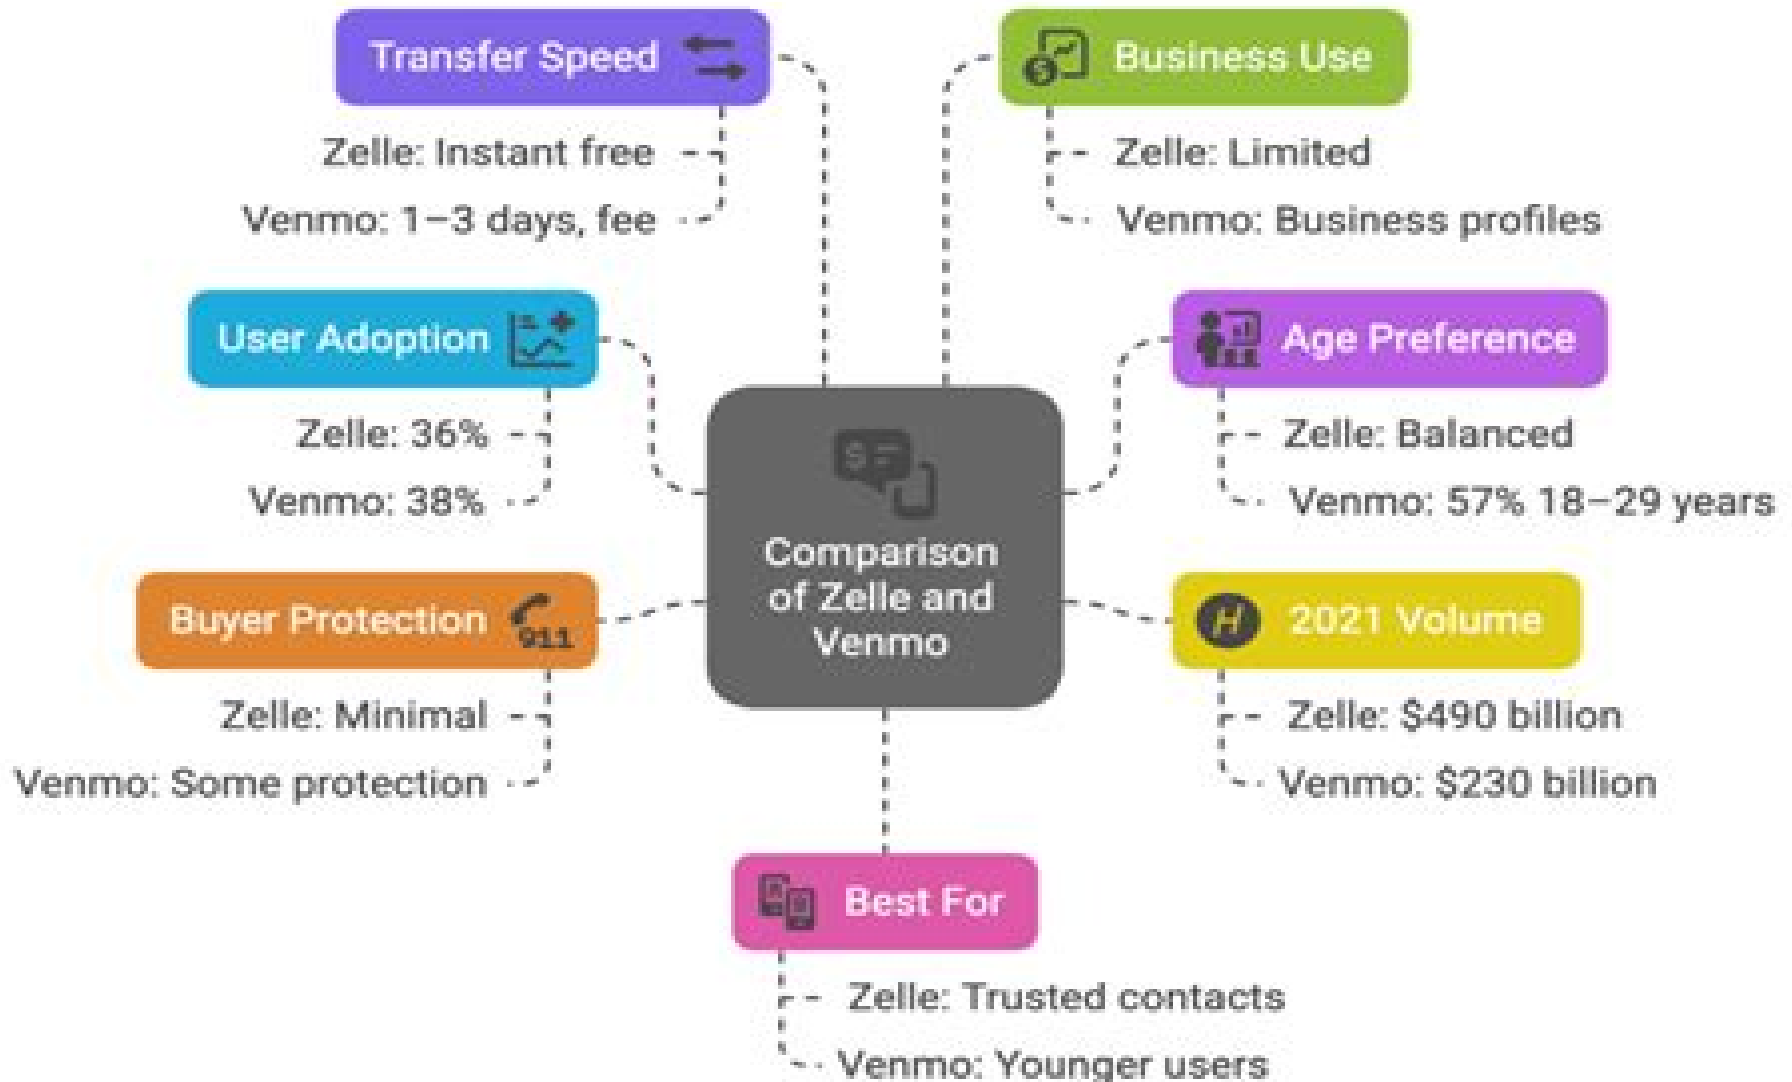 Transfer Speed
Zelle: Instant free
Venmo: 1–3 days, fee
Business Use
Zelle: Limited
Venmo: Business profiles
User Adoption
Zelle: 36%
Venmo: 38%
Age Preference
Zelle: Balanced
Venmo: 57% 18–29 years
Comparison
of Zelle and
Venmo
Buyer Protection
911
Zelle: Minimal
Venmo: Some protection
H
2021 Volume
Zelle: $490 billion
Venmo: $230 billion
Best For
Zelle: Trusted contacts
Venmo: Younger users